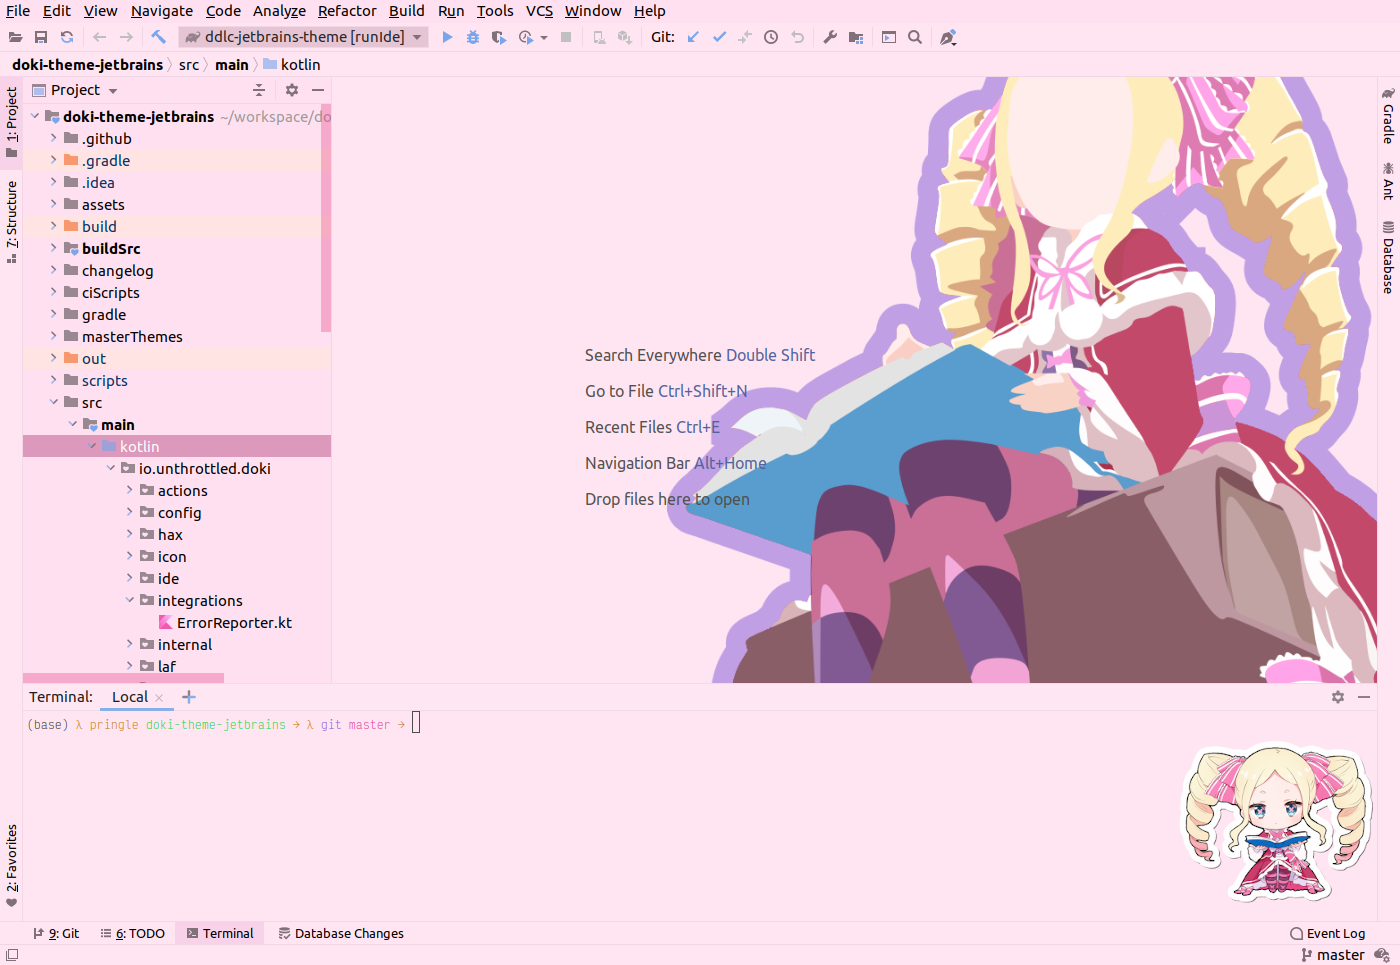 File Edit View Navigate Code Analyze Refactor Build Run Tools VCS Window Help
ddlc-jetbrains-theme [runIde] Git:
doki-theme-jetbrains src main kotlin
1: Project
7: Structure
2: Favorites
Project
doki-theme-jetbrains ~/workspace/do
.github
.gradle
.idea
assets
build
buildSrc
changelog
ciScripts
gradle
masterThemes
out
scripts
src
main
kotlin
io.unthrottled.doki
actions
config
hax
icon
ide
integrations
ErrorReporter.kt
internal
laf
Search Everywhere Double Shift
Go to File Ctrl+Shift+N
Recent Files Ctrl+E
Navigation Bar Alt+Home
Drop files here to open
Gradle
Ant
Database
Terminal: Local
(base) λ pringle doki-theme-jetbrains → λ git master →
9: Git 6: TODO Terminal Database Changes Event Log
master